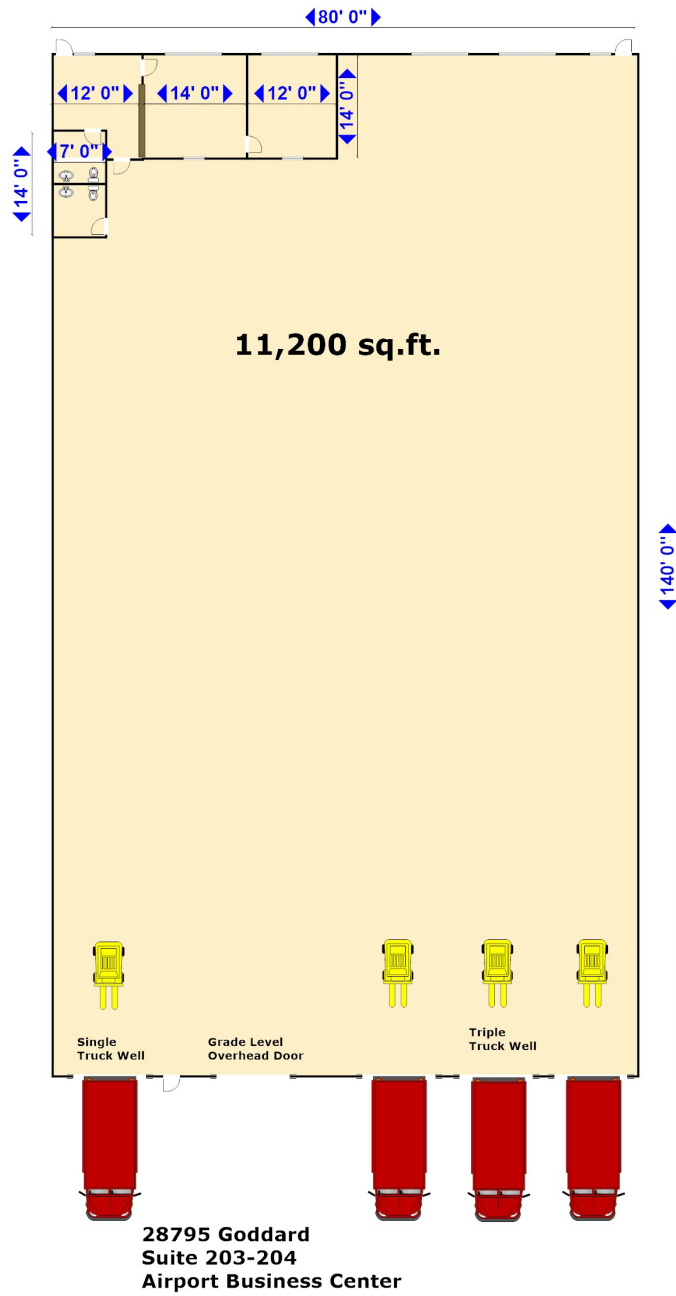 80' 0"
12' 0"
14' 0"
12' 0"
14' 0"
7' 0"
14' 0"
11,200 sq.ft.
140' 0"
Single
Truck Well
Grade Level
Overhead Door
Triple
Truck Well
28795 Goddard
Suite 203-204
Airport Business Center